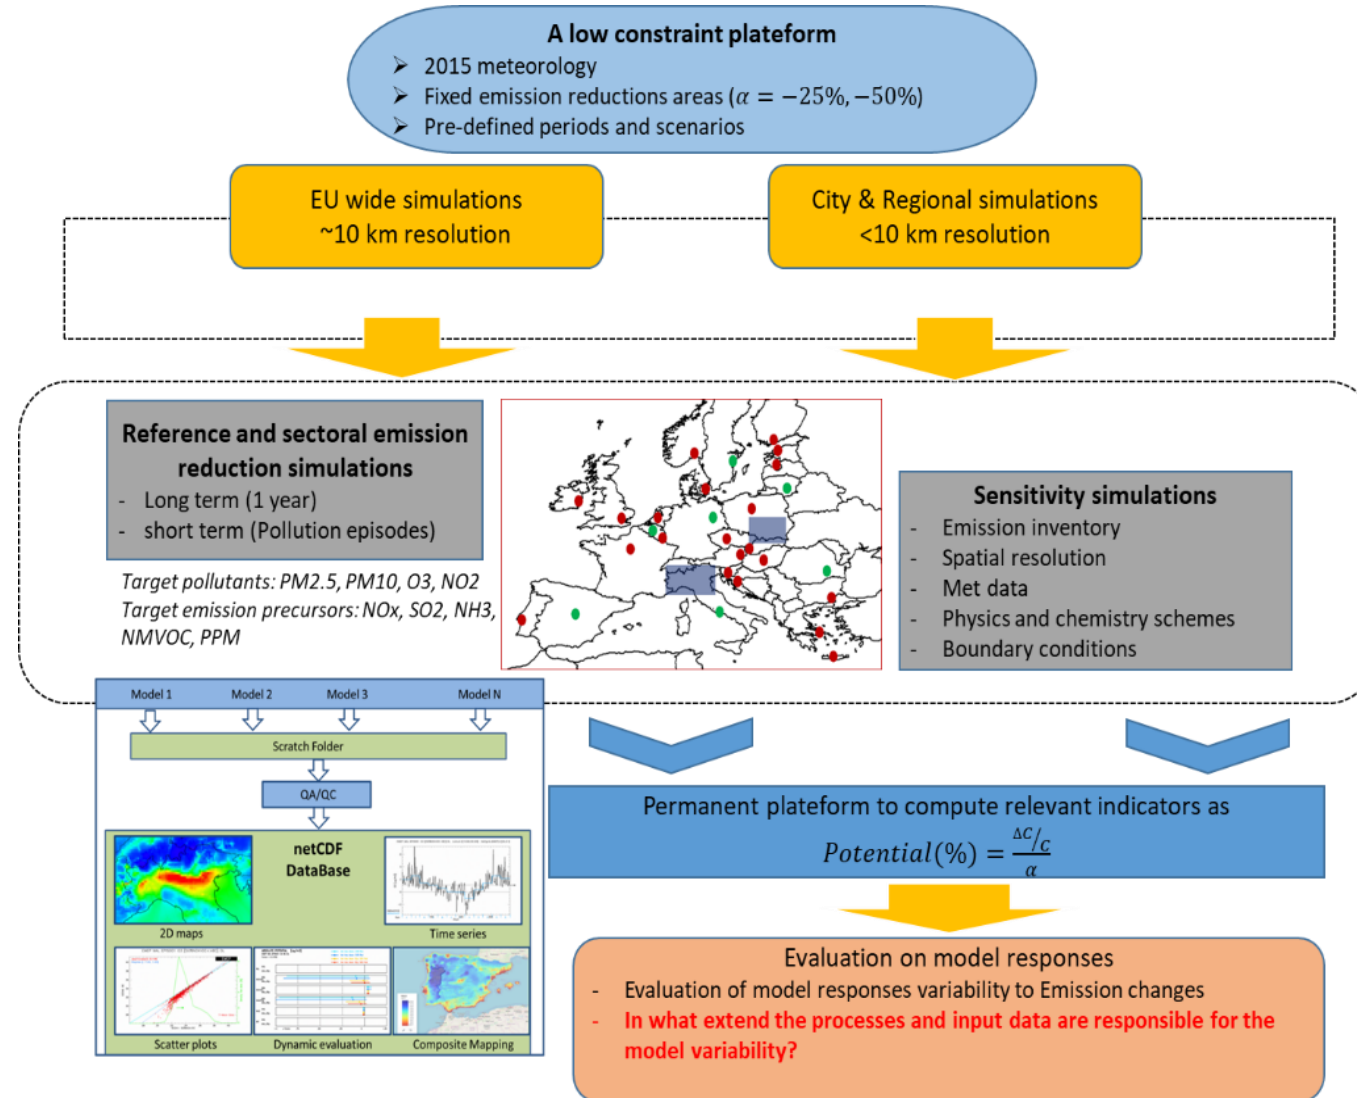 A low constraint plateform
➢ 2015 meteorology
➢ Fixed emission reductions areas (α = −25%, −50%)
➢ Pre-defined periods and scenarios
EU wide simulations
~10 km resolution
City & Regional simulations
<10 km resolution
Reference and sectoral emission
reduction simulations
- Long term (1 year)
- short term (Pollution episodes)
Target pollutants: PM2.5, PM10, O3, NO2
Target emission precursors: NOx, SO2, NH3,
NMVOC, PPM
Sensitivity simulations
- Emission inventory
- Spatial resolution
- Met data
- Physics and chemistry schemes
- Boundary conditions
Model 1 Model 2 Model 3 Model N
Scratch Folder
QA/QC
netCDF
DataBase
2D maps
Time series
Scatter plots
Dynamic evaluation
Composite Mapping
Permanent plateform to compute relevant indicators as
Potential(%) = ΔC/C / α
Evaluation on model responses
- Evaluation of model responses variability to Emission changes
- In what extend the processes and input data are responsible for the
model variability?